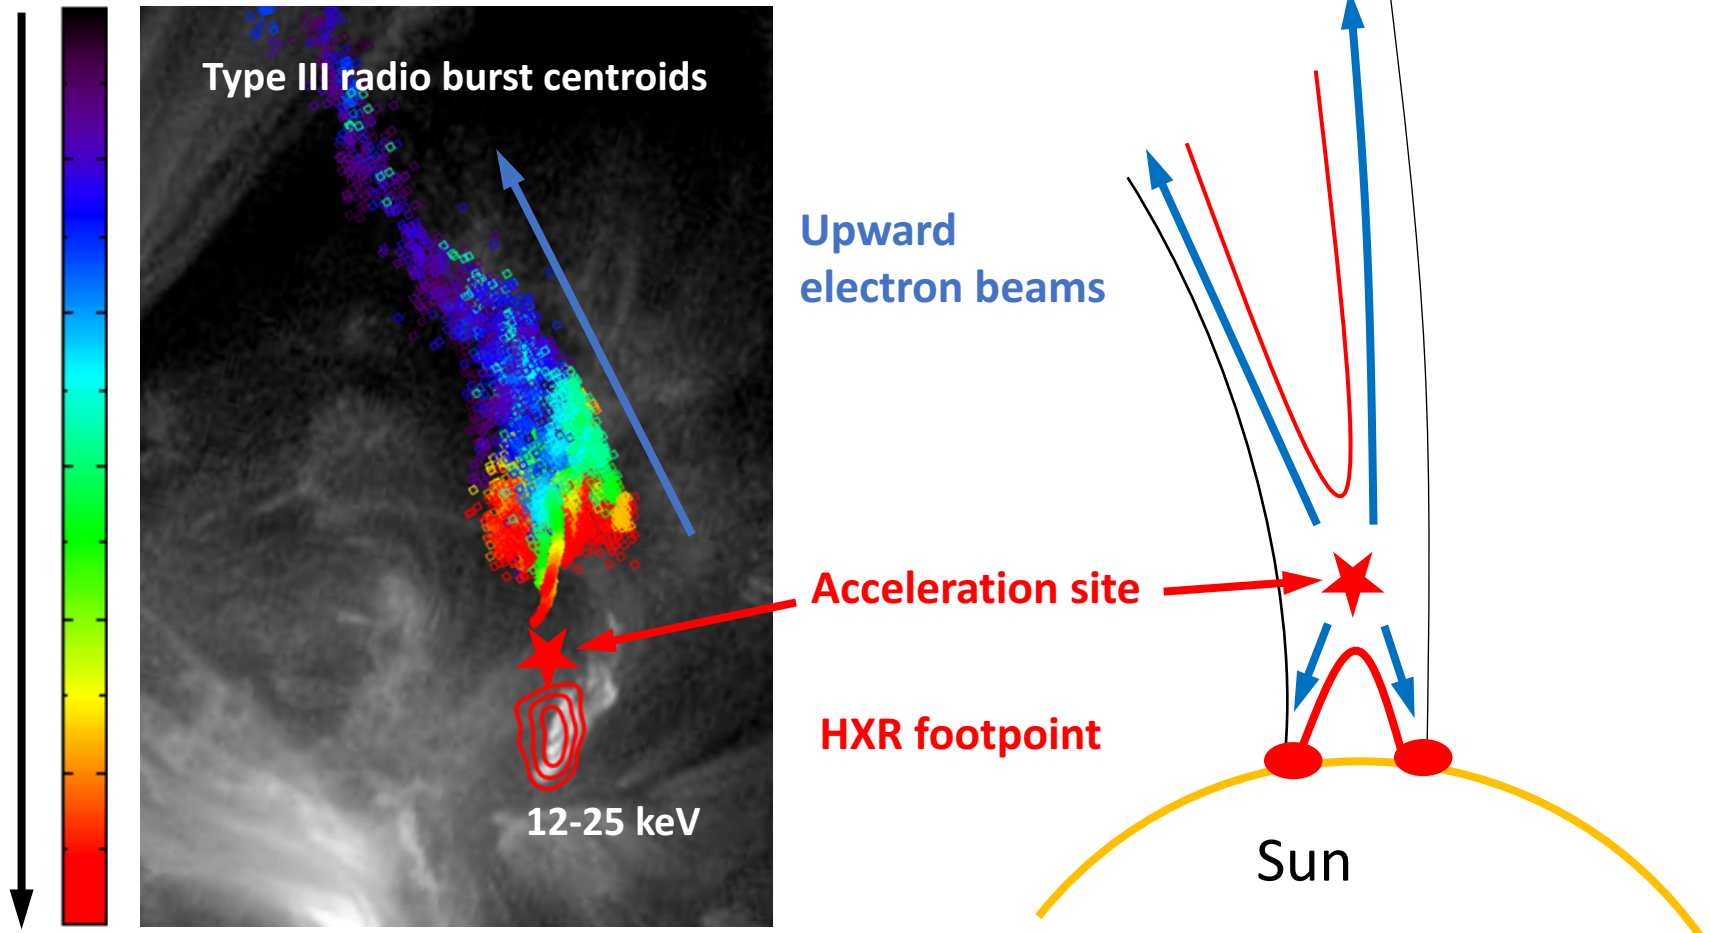 Type III radio burst centroids
Upward
electron beams
Acceleration site
HXR footpoint
12-25 keV
Sun